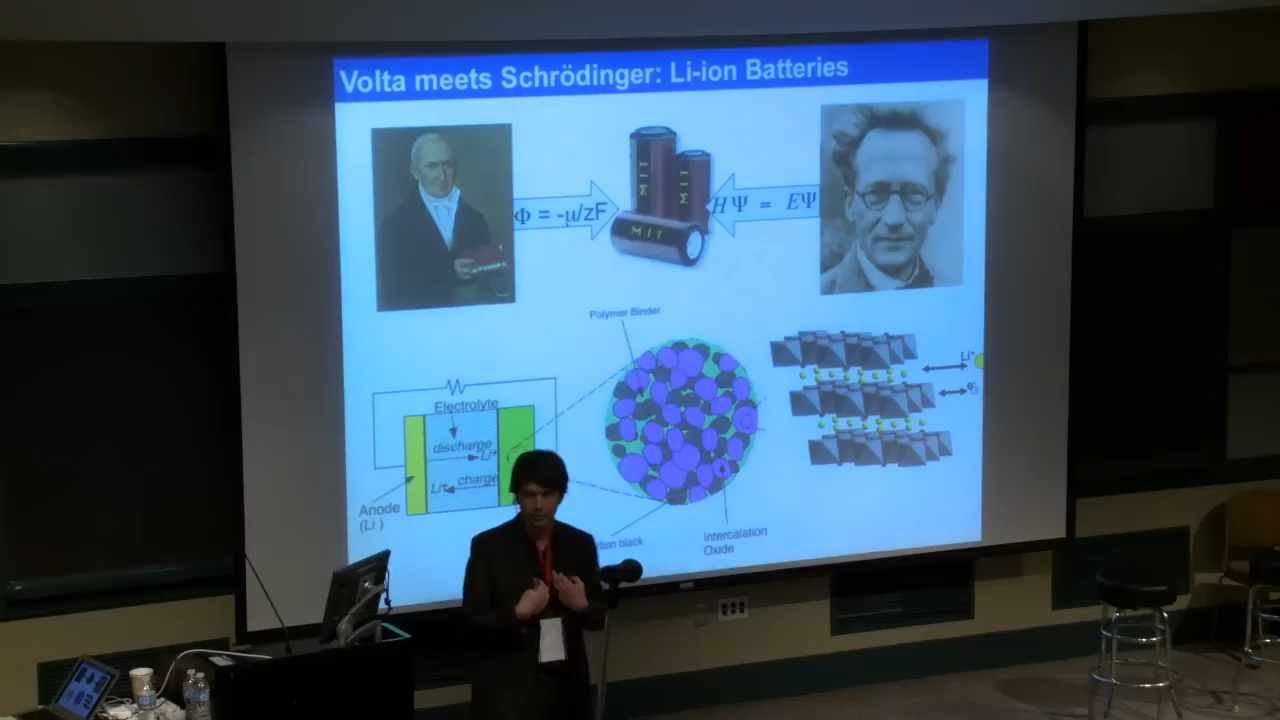 Volta meets Schrödinger: Li-ion Batteries
Φ = -μ/zF
MIT
MIT
MIT
HΨ = EΨ
Polymer Binder
Li⁺
e⁻
Electrolyte
discharge
Li⁺
charge
Li⁺
Anode
(Li )
black
Intercalation
Oxide